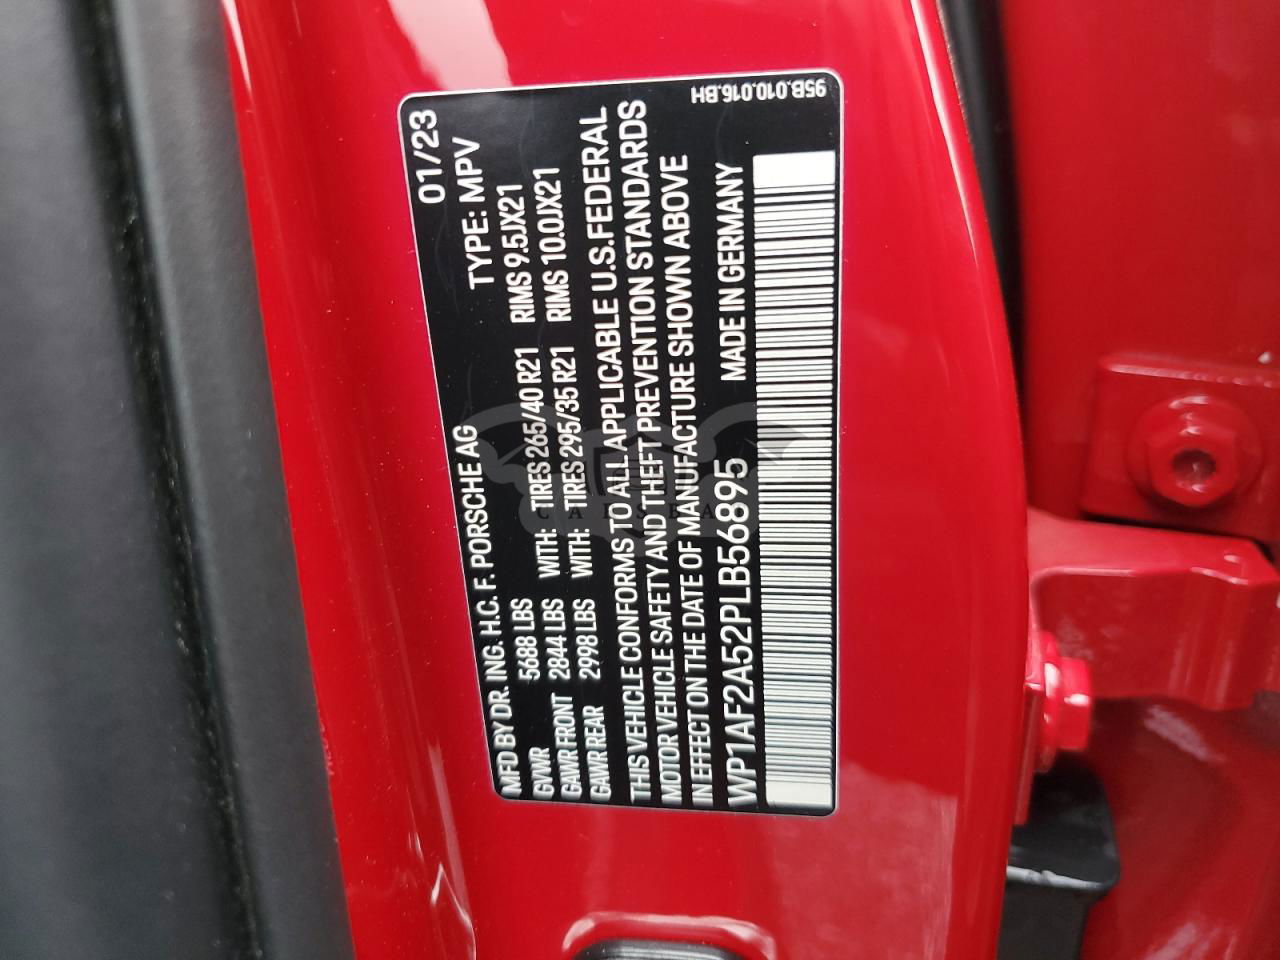 MFD BY DR. ING. H.C. F. PORSCHE AG 01/23
GVWR 5688 LBS TYPE: MPV
GAWR FRONT 2844 LBS WITH: TIRES 265/40 R21 RIMS 9.5JX21
GAWR REAR 2998 LBS WITH: TIRES 295/35 R21 RIMS 10.0JX21
THIS VEHICLE CONFORMS TO ALL APPLICABLE U.S. FEDERAL
MOTOR VEHICLE SAFETY AND THEFT PREVENTION STANDARDS
IN EFFECT ON THE DATE OF MANUFACTURE SHOWN ABOVE
WP1AF2A52PLB56895 MADE IN GERMANY
95B.010.016.BH